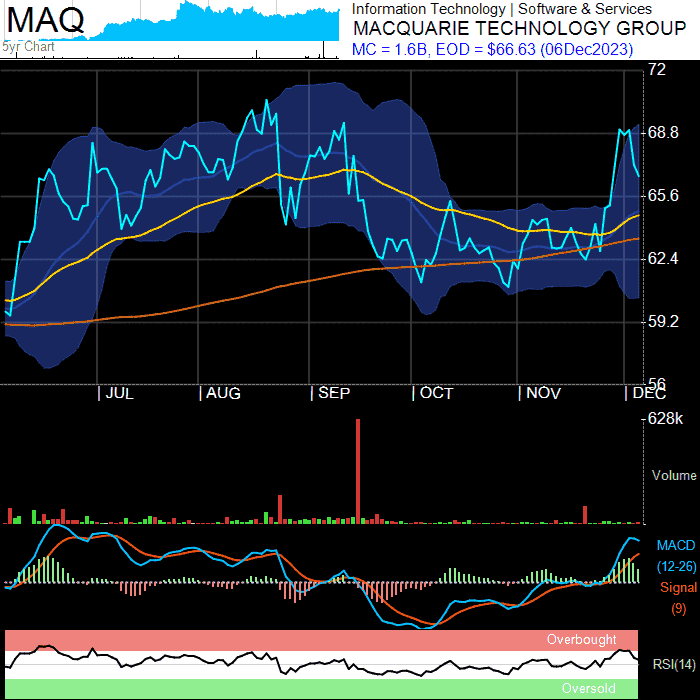 MAQ
5yr Chart
Information Technology | Software & Services
MACQUARIE TECHNOLOGY GROUP
MC = 1.6B, EOD = $66.63 (06Dec2023)
72
68.8
65.6
62.4
59.2
56
| JUL | AUG | SEP | OCT | NOV | DEC
628k
Volume
MACD
(12-26)
Signal
(9)
Overbought
RSI(14)
Oversold